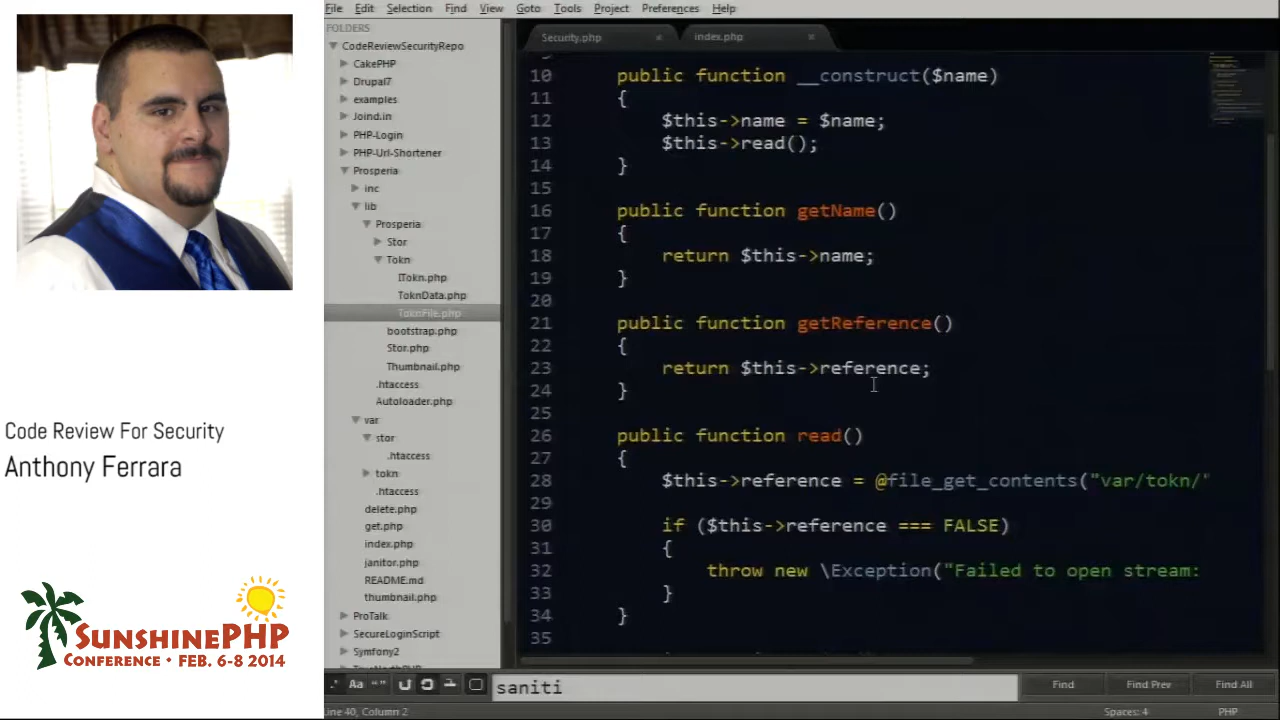 File Edit Selection Find View Goto Tools Project Preferences Help
FOLDERS
CodeReviewSecurityRepo
CakePHP
Drupal7
examples
Joind.in
PHP-Login
PHP-Url-Shortener
Prosperia
inc
lib
Prosperia
Stor
Tokn
ITokn.php
ToknData.php
ToknFile.php
bootstrap.php
Stor.php
Thumbnail.php
.htaccess
Autoloader.php
var
stor
.htaccess
tokn
.htaccess
delete.php
get.php
index.php
janitor.php
README.md
thumbnail.php
ProTalk
SecureLoginScript
Symfony2
Security.php × index.php ×
10 public function __construct($name)
11 {
12 $this->name = $name;
13 $this->read();
14 }
15
16 public function getName()
17 {
18 return $this->name;
19 }
20
21 public function getReference()
22 {
23 return $this->reference;
24 }
25
26 public function read()
27 {
28 $this->reference = @file_get_contents("var/tokn/"
29
30 if ($this->reference === FALSE)
31 {
32 throw new \Exception("Failed to open stream:
33 }
34 }
35
.* Aa “” saniti Find Find Prev Find All
Line 40, Column 2 Spaces: 4 PHP
Code Review For Security
Anthony Ferrara
SunshinePHP
CONFERENCE • FEB. 6-8 2014